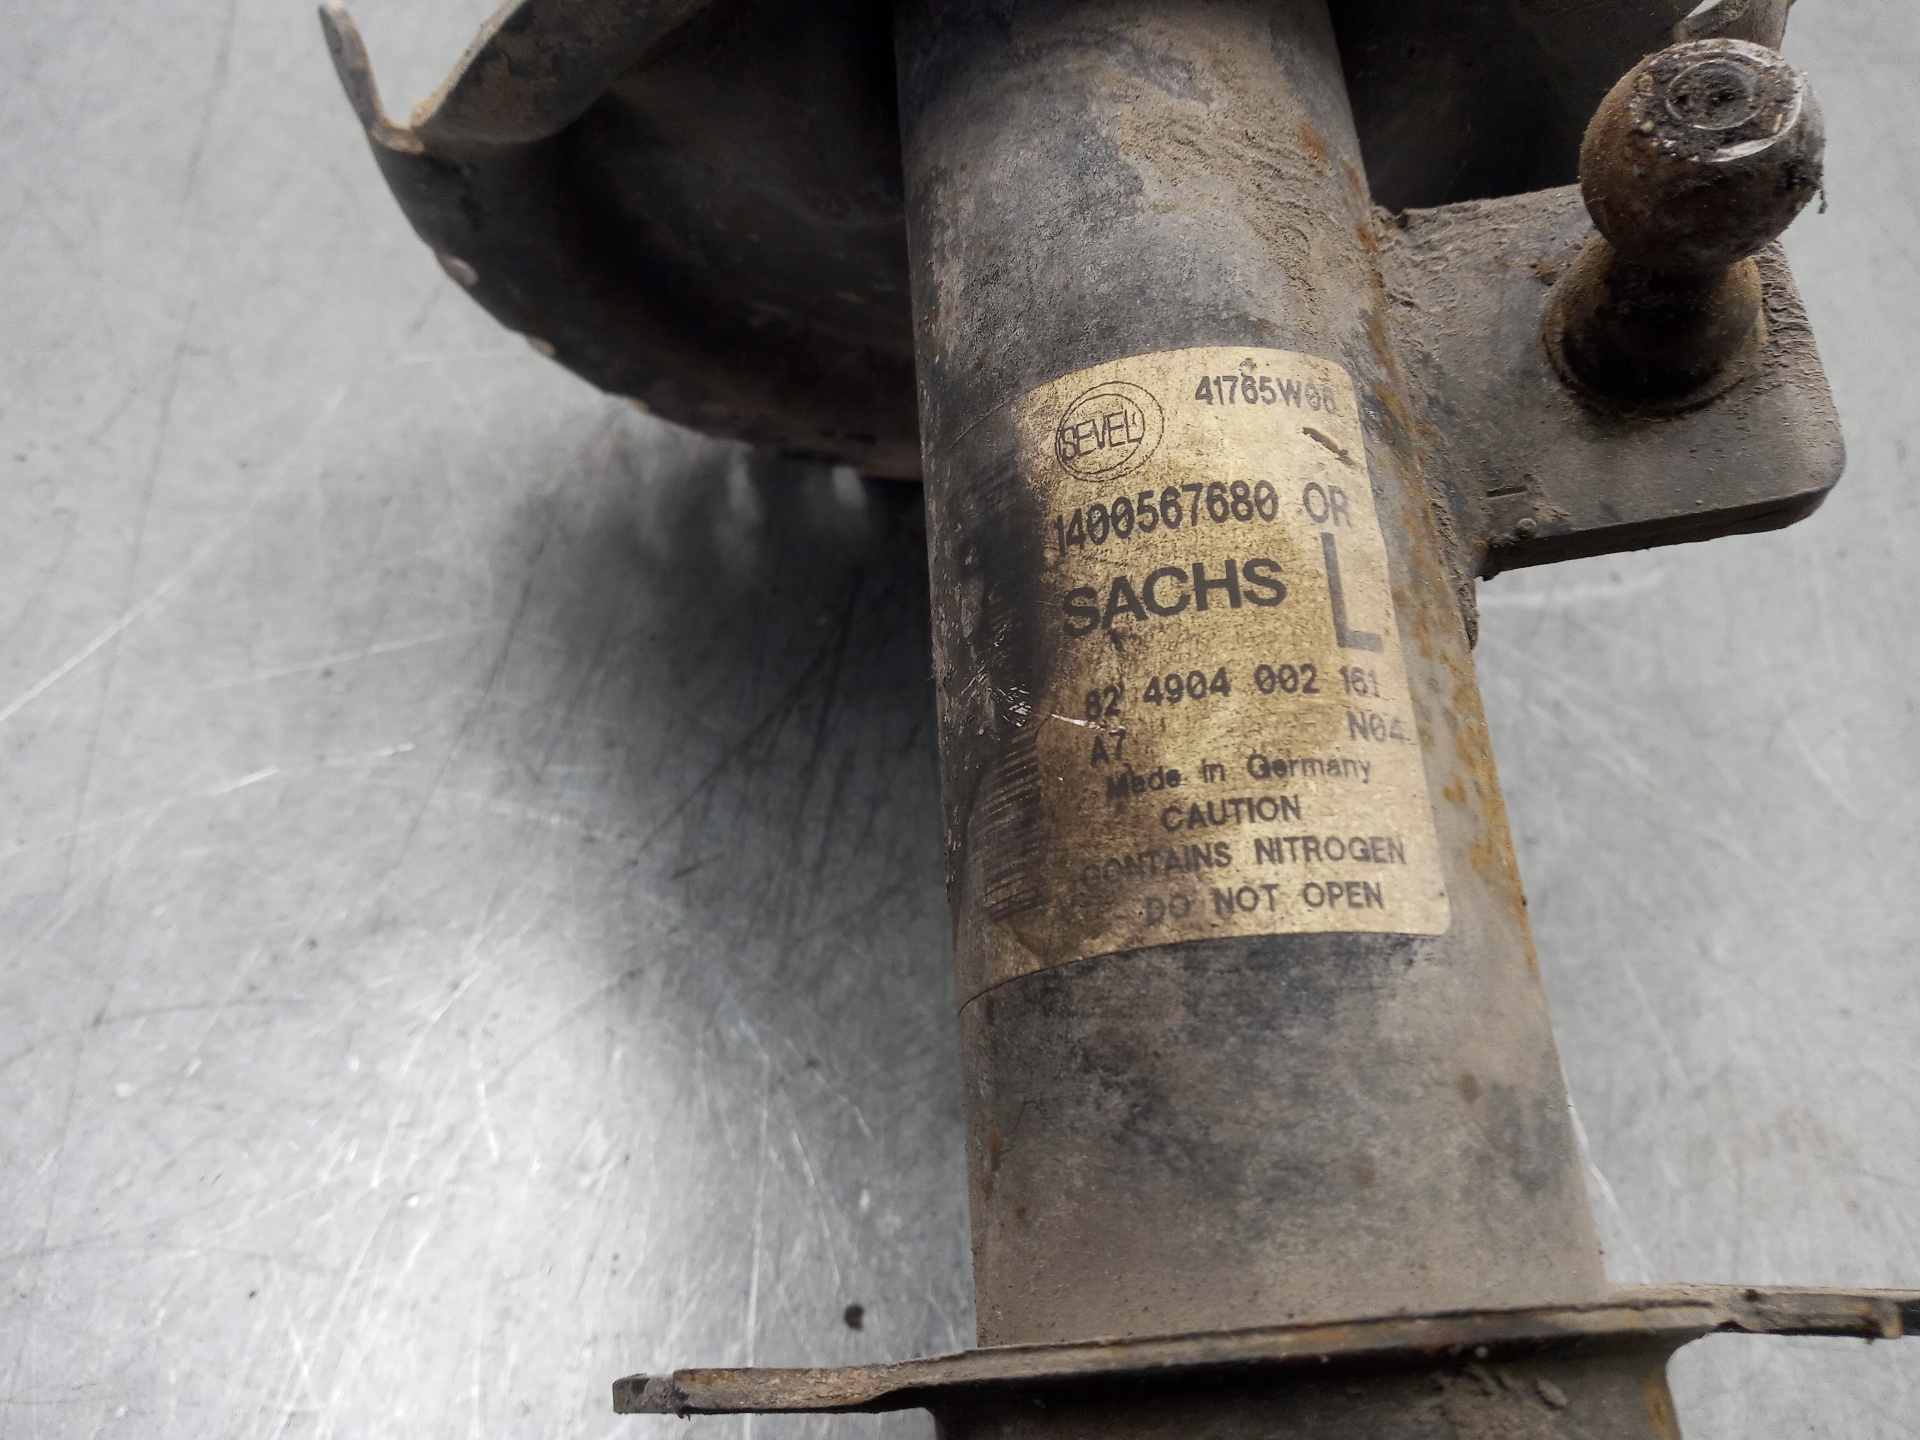 SEVEL
41765W08
1400567680 OR
SACHS L
82 4904 002 161
A7 N04
Made in Germany
CAUTION
CONTAINS NITROGEN
DO NOT OPEN